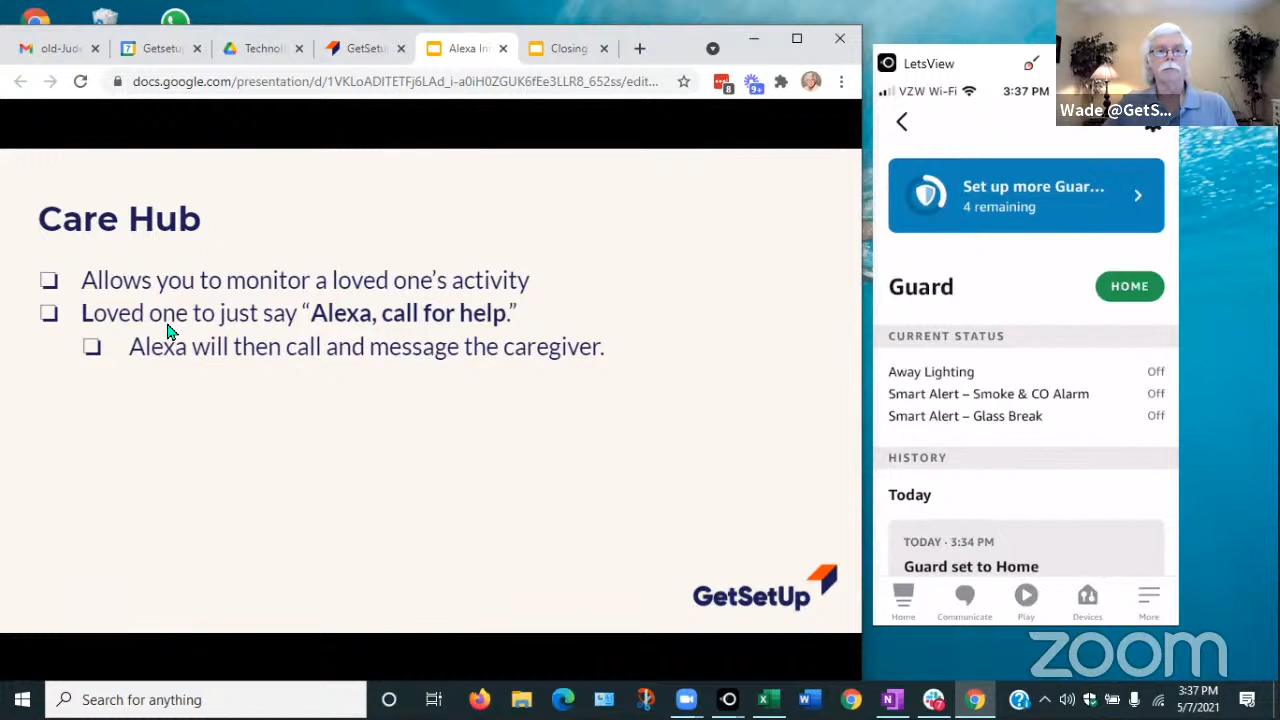 old-Jud
Getsetu
Technol
GetSetU
Alexa In
Closing
docs.google.com/presentation/d/1VKLoADITETFj6LAd_i-a0iH0ZGUK6fFe3LLR8_652ss/edit...
8
9+
Care Hub
Allows you to monitor a loved one's activity
Loved one to just say “Alexa, call for help.”
Alexa will then call and message the caregiver.
GetSetUp
LetsView
VZW Wi-Fi
3:37 PM
Wade @GetS...
Set up more Guar...
4 remaining
Guard
HOME
CURRENT STATUS
Away Lighting
Off
Smart Alert – Smoke & CO Alarm
Off
Smart Alert – Glass Break
Off
HISTORY
Today
TODAY · 3:34 PM
Guard set to Home
Home
Communicate
Play
Devices
More
zoom
Search for anything
3:37 PM
5/7/2021